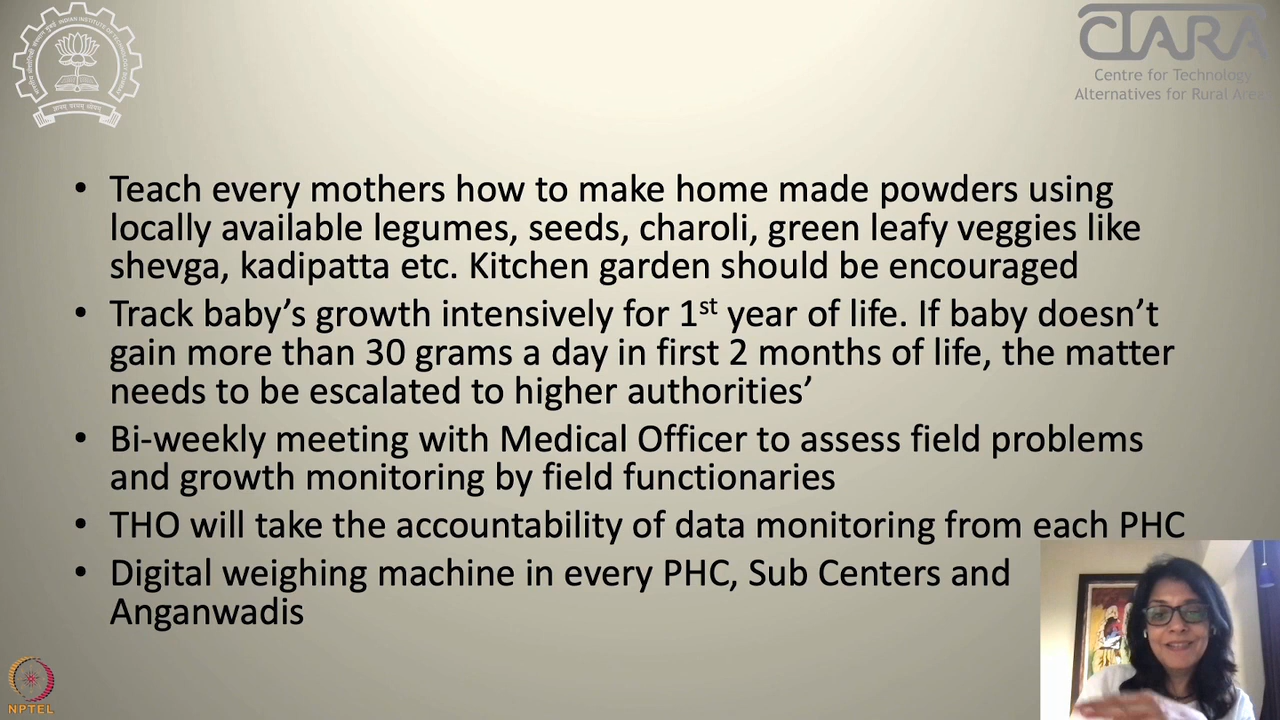 CTARA
Centre for Technology
Alternatives for Rural Area
• Teach every mothers how to make home made powders using
locally available legumes, seeds, charoli, green leafy veggies like
shevga, kadipatta etc. Kitchen garden should be encouraged
• Track baby’s growth intensively for 1st year of life. If baby doesn’t
gain more than 30 grams a day in first 2 months of life, the matter
needs to be escalated to higher authorities’
• Bi-weekly meeting with Medical Officer to assess field problems
and growth monitoring by field functionaries
• THO will take the accountability of data monitoring from each PHC
• Digital weighing machine in every PHC, Sub Centers and
Anganwadis
NPTEL